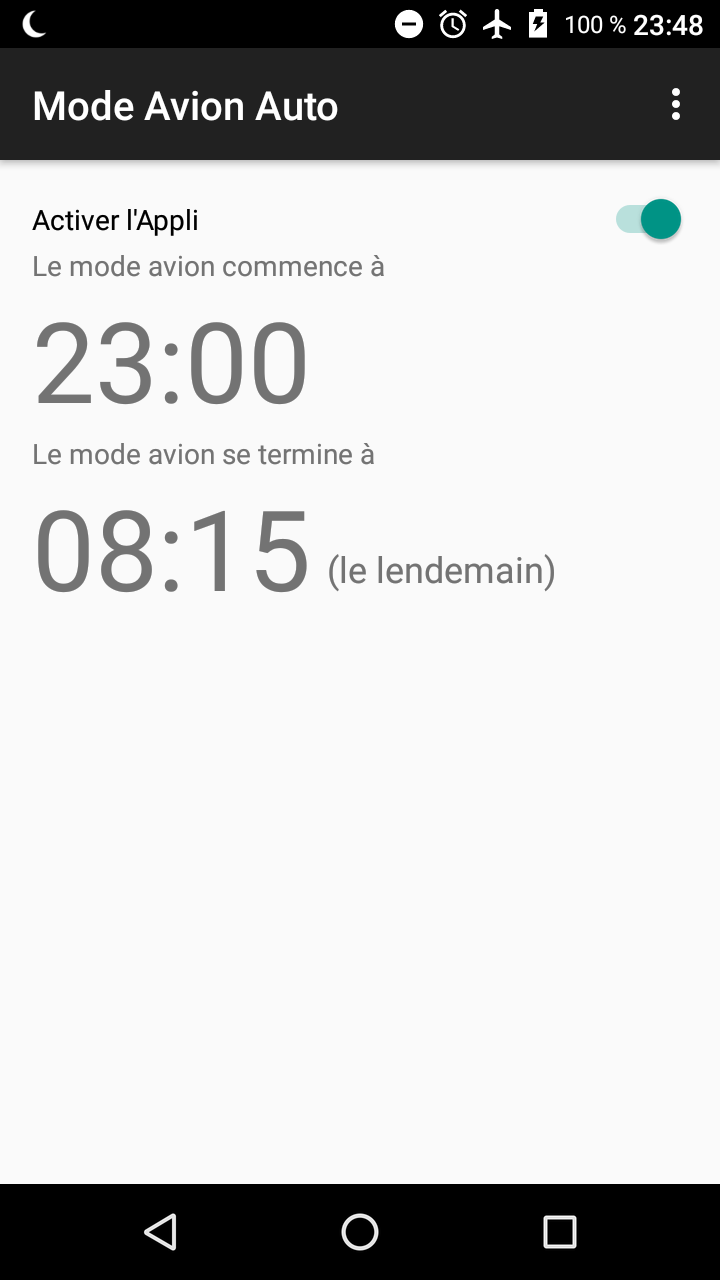 100 % 23:48
Mode Avion Auto
Activer l'Appli
Le mode avion commence à
23:00
Le mode avion se termine à
08:15 (le lendemain)